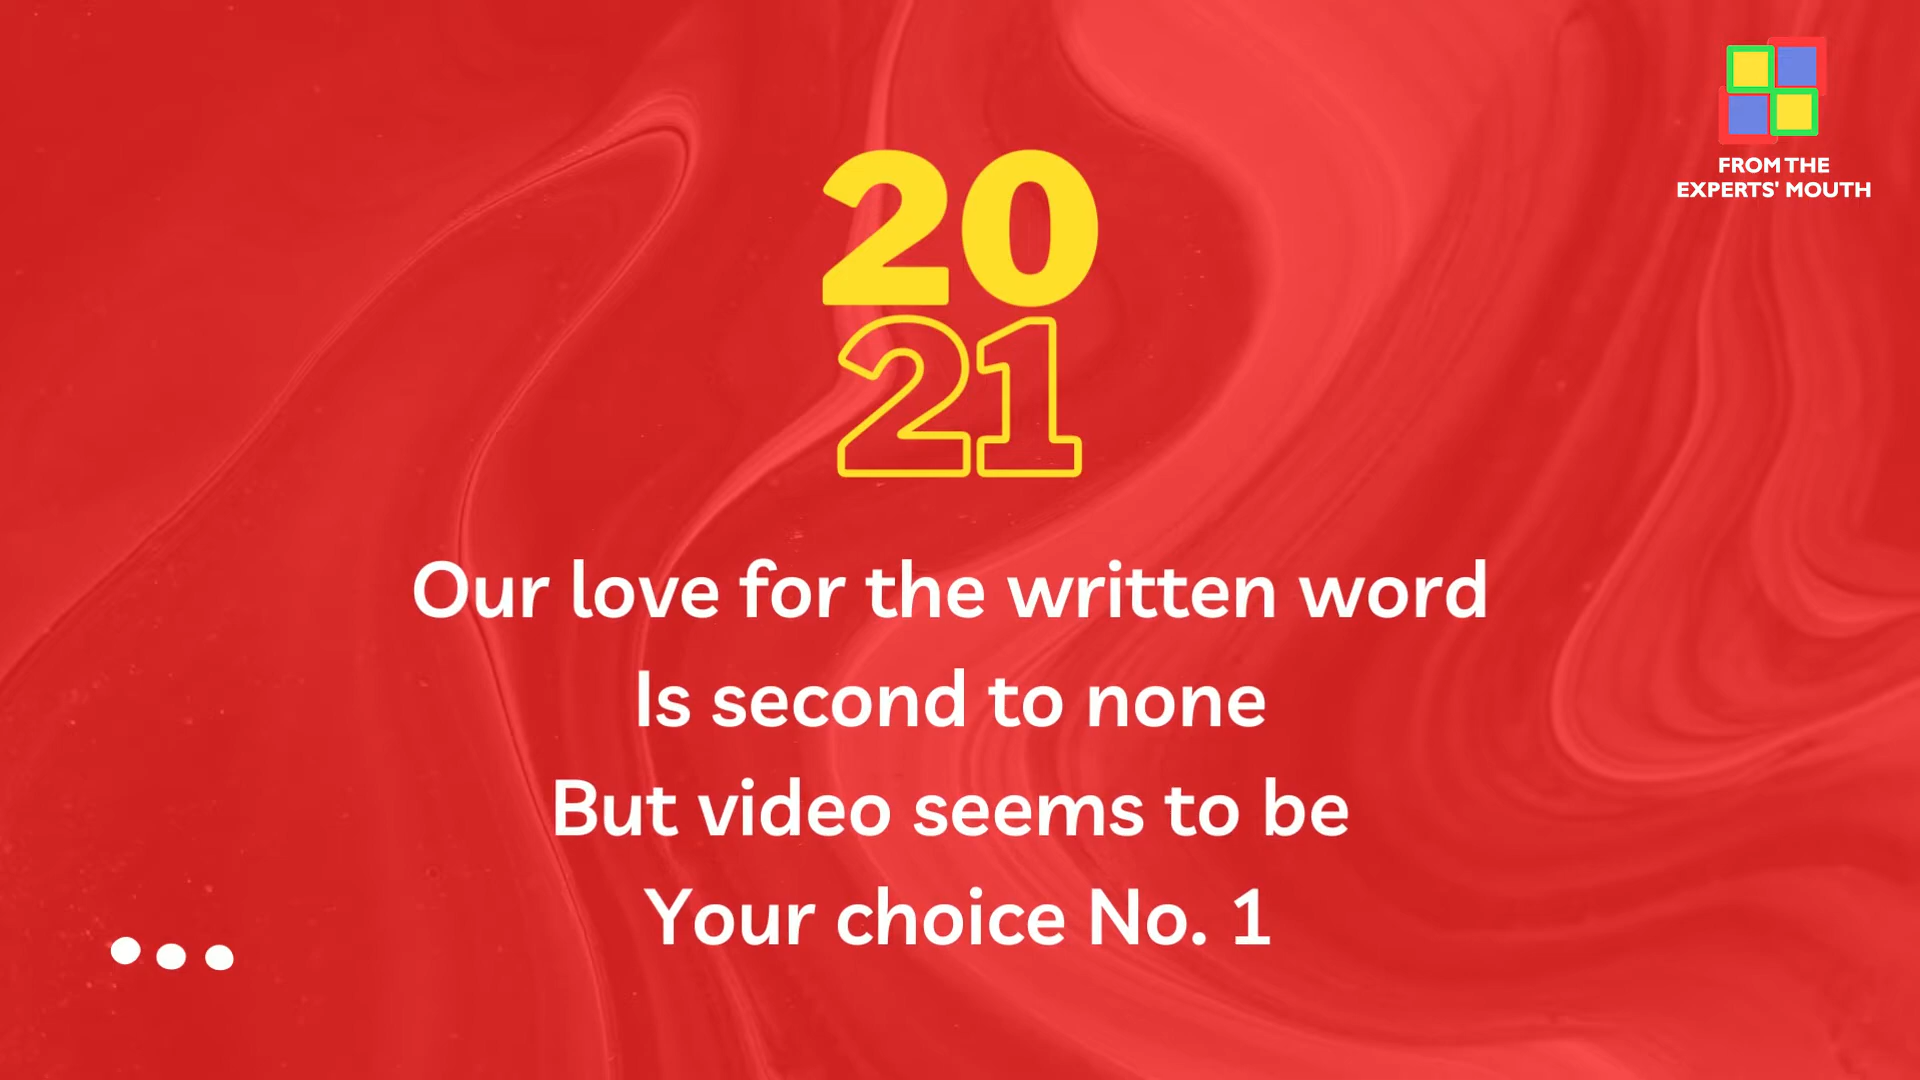 FROM THE
EXPERTS' MOUTH
20
21
Our love for the written word
Is second to none
But video seems to be
Your choice No. 1